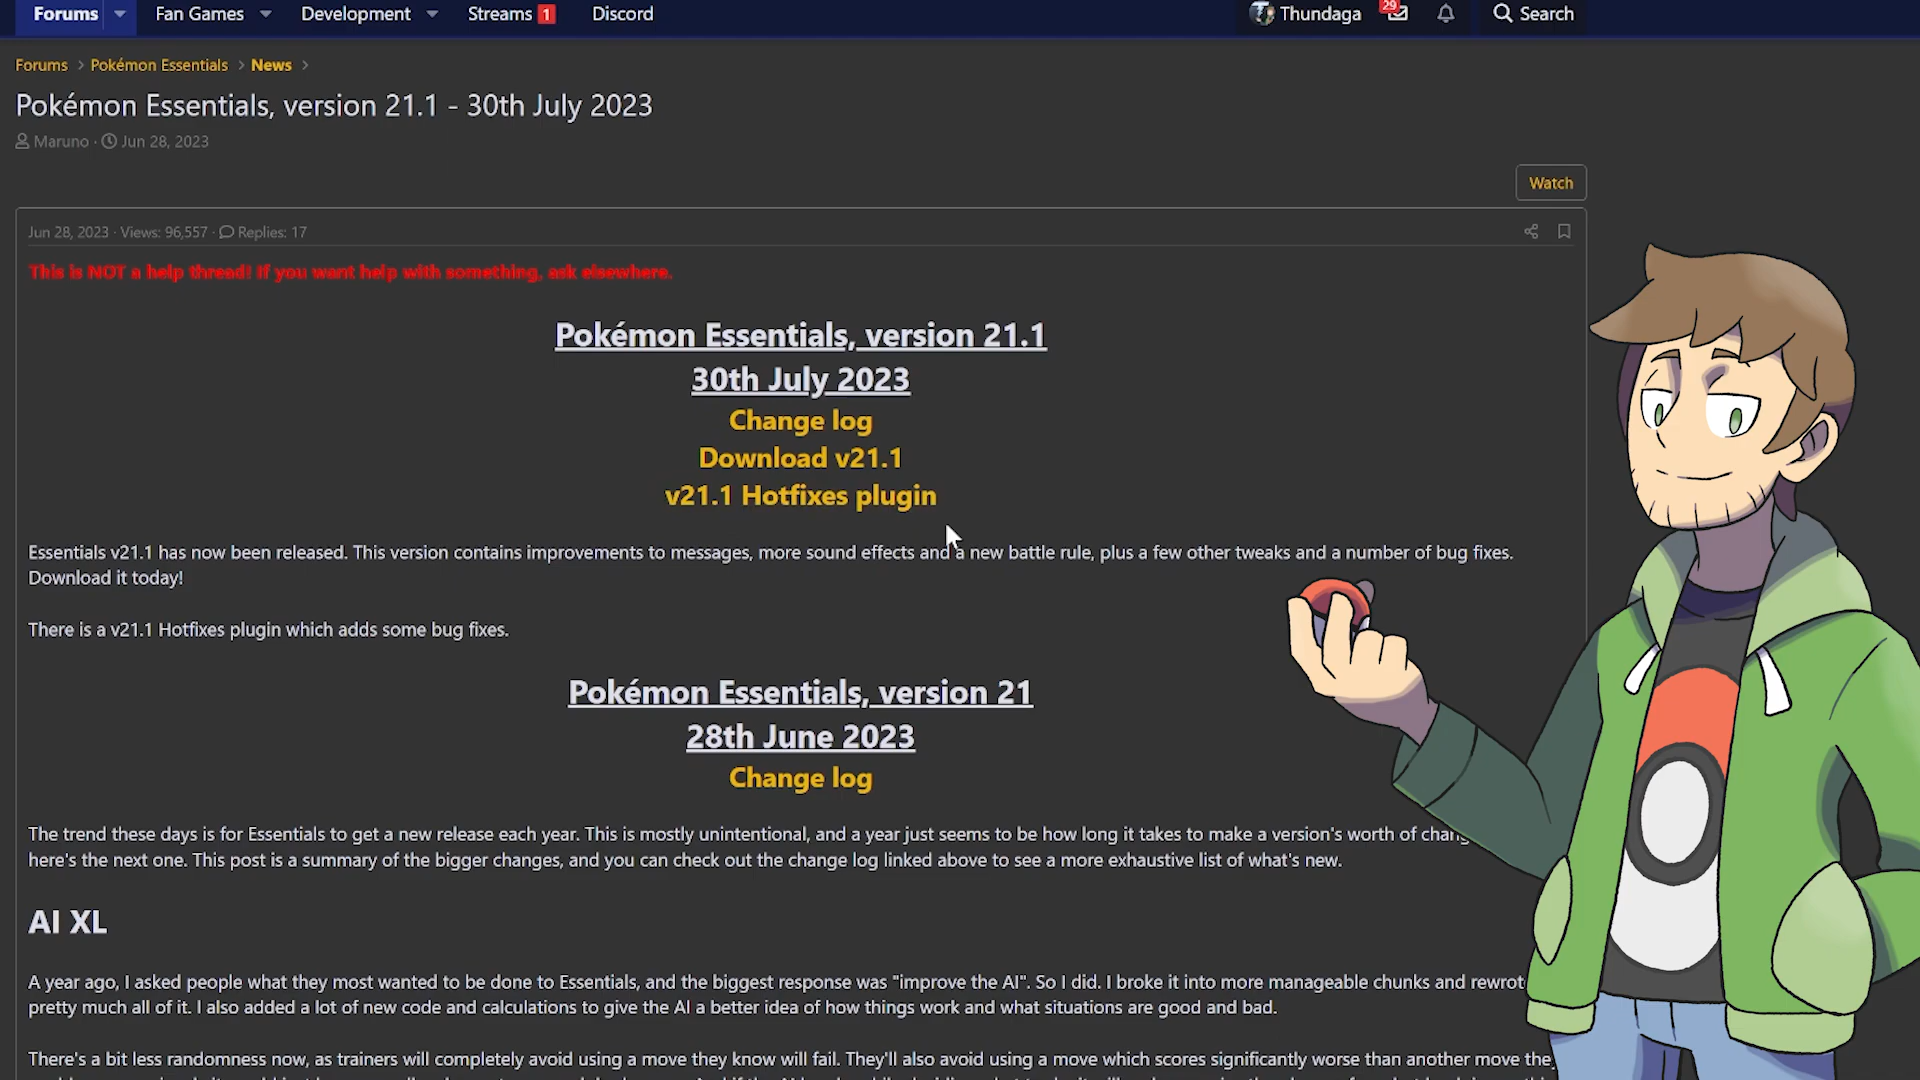 Forums Fan Games Development Streams 1 Discord Thundaga 29 Search
Forums > Pokémon Essentials > News >
Pokémon Essentials, version 21.1 - 30th July 2023
Maruno · Jun 28, 2023
Watch
Jun 28, 2023 · Views: 96,557 · Replies: 17
This is NOT a help thread! If you want help with something, ask elsewhere.
Pokémon Essentials, version 21.1
30th July 2023
Change log
Download v21.1
v21.1 Hotfixes plugin
Essentials v21.1 has now been released. This version contains improvements to messages, more sound effects and a new battle rule, plus a few other tweaks and a number of bug fixes.
Download it today!
There is a v21.1 Hotfixes plugin which adds some bug fixes.
Pokémon Essentials, version 21
28th June 2023
Change log
The trend these days is for Essentials to get a new release each year. This is mostly unintentional, and a year just seems to be how long it takes to make a version's worth of
here's the next one. This post is a summary of the bigger changes, and you can check out the change log linked above to see a more exhaustive list of what's new.
AI XL
A year ago, I asked people what they most wanted to be done to Essentials, and the biggest response was "improve the AI". So I did. I broke it into more manageable chunks and rewrote
pretty much all of it. I also added a lot of new code and calculations to give the AI a better idea of how things work and what situations are good and bad.
There's a bit less randomness now, as trainers will completely avoid using a move they know will fail. They'll also avoid using a move which scores significantly worse than another move